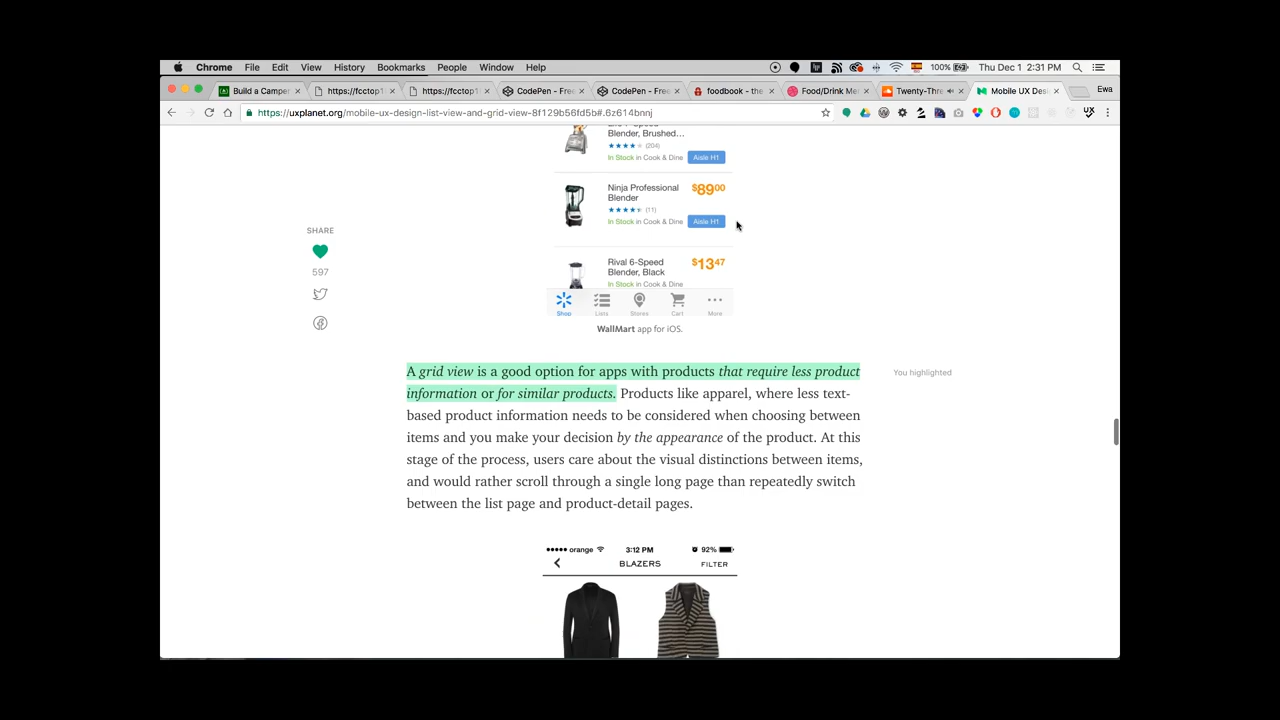 Chrome File Edit View History Bookmarks People Window Help 100% Thu Dec 1 2:31 PM
Build a Camper https://fcctop1 https://fcctop1 CodePen - Free CodePen - Free foodbook - the Food/Drink Me Twenty-Thre Mobile UX Desi Ewa
https://uxplanet.org/mobile-ux-design-list-view-and-grid-view-8f129b56fd5b#.6z614bnnj
Blender, Brushed...
(204)
In Stock in Cook & Dine Aisle H1
Ninja Professional $8900
Blender
(11)
In Stock in Cook & Dine Aisle H1
SHARE
597
Rival 6-Speed $1347
Blender, Black
In Stock in Cook & Dine
Shop Lists Stores Cart More
WallMart app for iOS.
A grid view is a good option for apps with products that require less product
You highlighted
information or for similar products. Products like apparel, where less text-
based product information needs to be considered when choosing between
items and you make your decision by the appearance of the product. At this
stage of the process, users care about the visual distinctions between items,
and would rather scroll through a single long page than repeatedly switch
between the list page and product-detail pages.
orange 3:12 PM 92%
BLAZERS FILTER